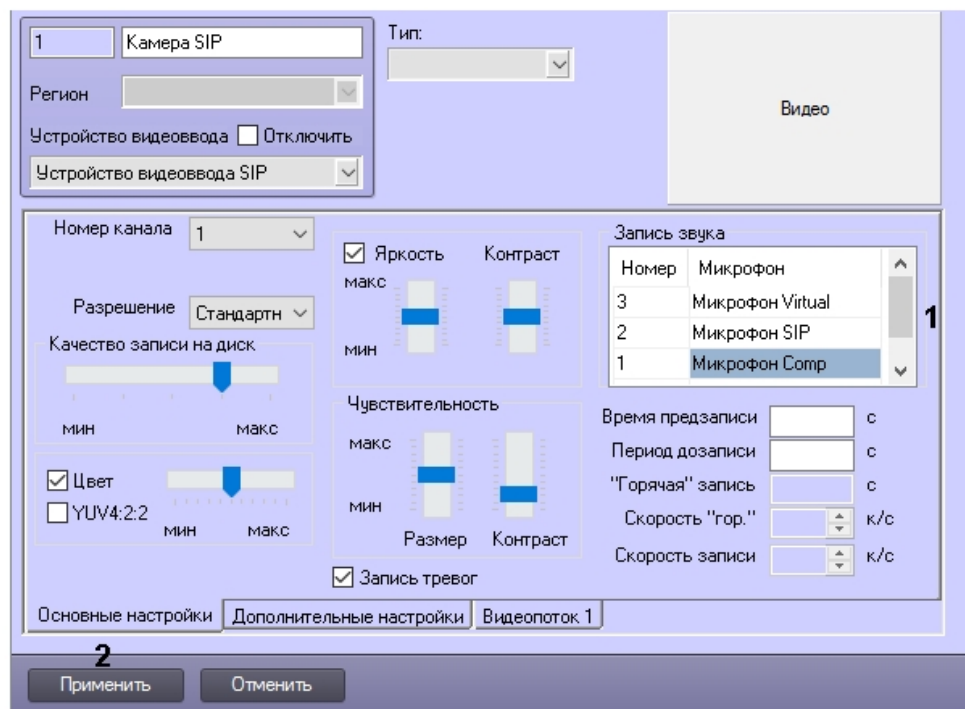 1 Камера SIP
Тип:
Регион
Видео
Устройство видеоввода Отключить
Устройство видеоввода SIP
Номер канала 1
Разрешение Стандартн
Качество записи на диск
мин макс
Цвет
YUV4:2:2
мин макс
Яркость Контраст
макс
мин
Чувствительность
макс
мин
Размер Контраст
Запись тревог
Запись звука
Номер Микрофон
3 Микрофон Virtual
2 Микрофон SIP
1 Микрофон Comp
1
Время предзаписи с
Период дозаписи с
"Горячая" запись с
Скорость "гор." к/с
Скорость записи к/с
Основные настройки Дополнительные настройки Видеопоток 1
2
Применить Отменить